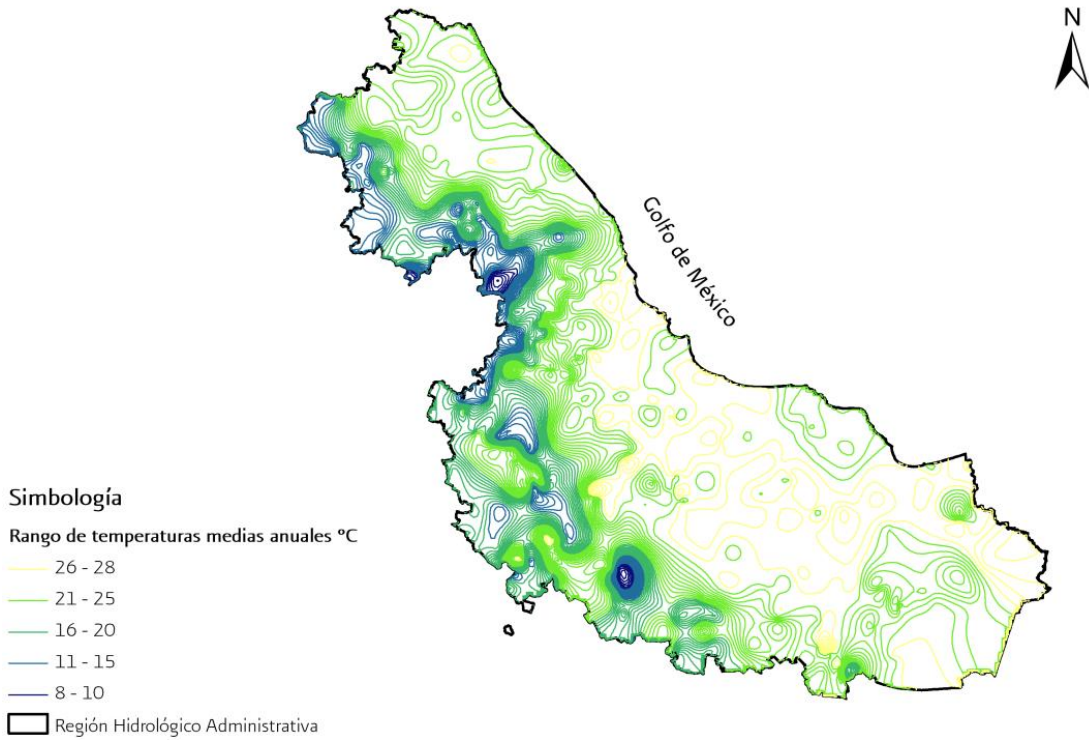 N
Golfo de México
Simbología
Rango de temperaturas medias anuales ºC
26 - 28
21 - 25
16 - 20
11 - 15
8 - 10
Región Hidrológico Administrativa